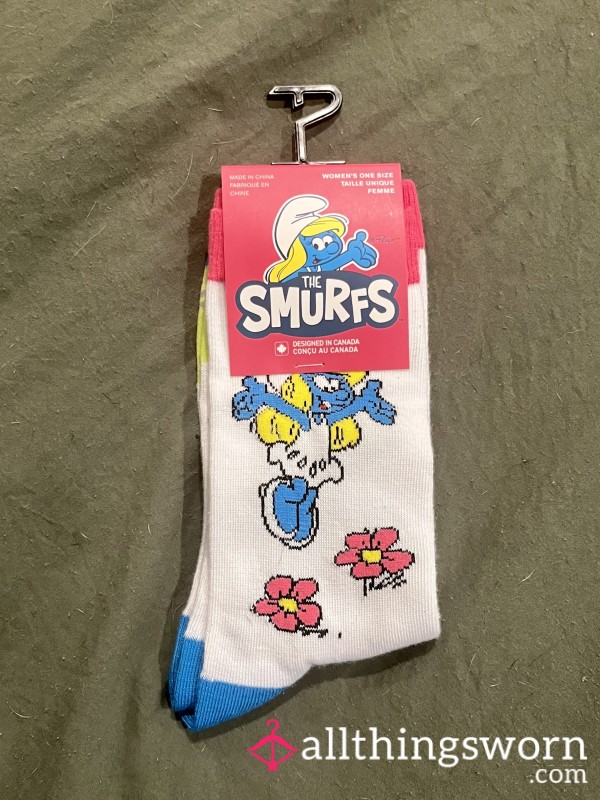 MADE IN CHINA
FABRIQUÉ EN
CHINE
WOMEN'S ONE SIZE
TAILLE UNIQUE
FEMME
THE
SMURFS
DESIGNED IN CANADA
CONÇU AU CANADA
allthingsworn
.com